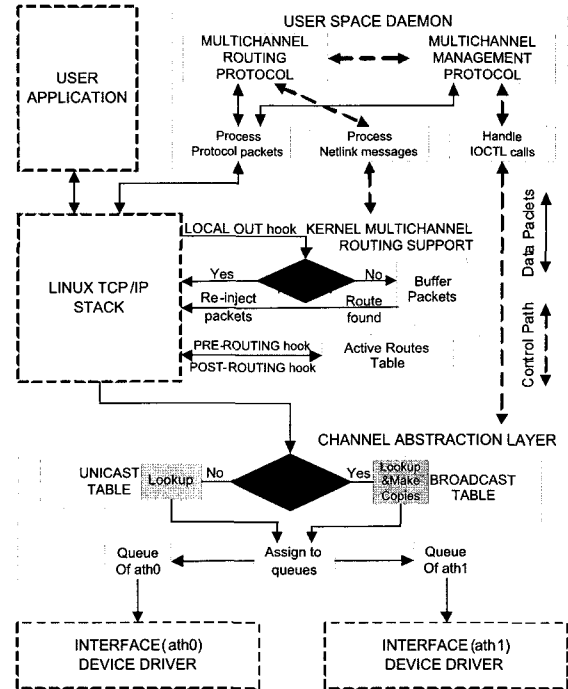 USER SPACE DAEMON
USER
APPLICATION
MULTICHANNEL
ROUTING
PROTOCOL
MULTICHANNEL
MANAGEMENT
PROTOCOL
Process
Protocol packets
Process
Netlink messages
Handle
IOCTL calls
LINUX TCP/IP
STACK
LOCAL OUT hook
KERNEL MULTICHANNEL
ROUTING SUPPORT
Yes
No
Buffer
Packets
Re-inject
packets
Route
found
PRE-ROUTING hook
POST-ROUTING hook
Active Routes
Table
Data Paclets
Control Path
CHANNEL ABSTRACTION LAYER
UNICAST
TABLE
Lookup
No
Yes
Lookup
&Make
Copies
BROADCAST
TABLE
Queue
Of ath0
Assign to
queues
Queue
Of ath1
INTERFACE(ath0)
DEVICE DRIVER
INTERFACE(ath1)
DEVICE DRIVER